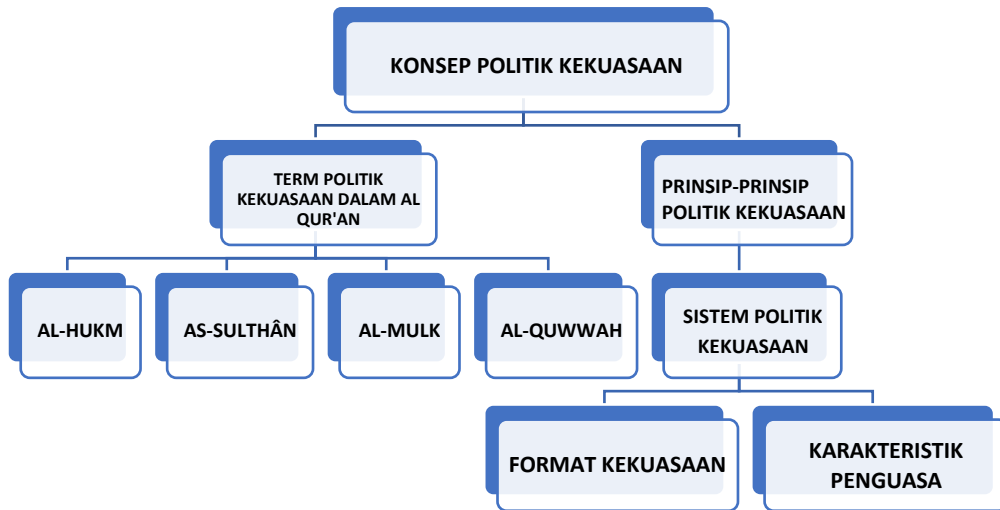 KONSEP POLITIK KEKUASAAN
TERM POLITIK
KEKUASAAN DALAM AL
QUR'AN
PRINSIP-PRINSIP
POLITIK KEKUASAAN
AL-HUKM
AS-SULTHÂN
AL-MULK
AL-QUWWAH
SISTEM POLITIK
KEKUASAAN
FORMAT KEKUASAAN
KARAKTERISTIK
PENGUASA